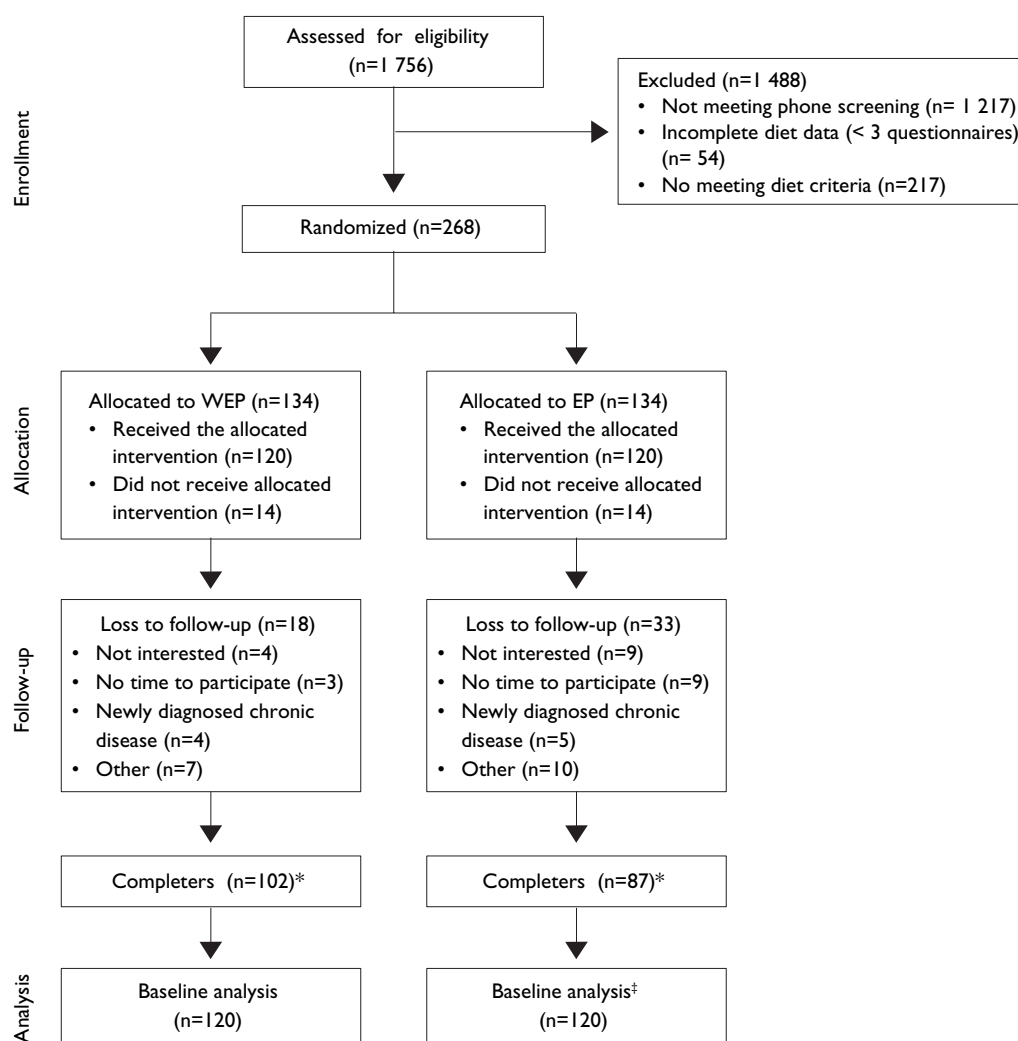 Assessed for eligibility
(n=1 756)
Excluded (n=1 488)
• Not meeting phone screening (n= 1 217)
• Incomplete diet data (< 3 questionnaires)
(n= 54)
• No meeting diet criteria (n=217)
Enrollment
Randomized (n=268)
Allocation
Allocated to WEP (n=134)
• Received the allocated
intervention (n=120)
• Did not receive allocated
intervention (n=14)
Allocated to EP (n=134)
• Received the allocated
intervention (n=120)
• Did not receive allocated
intervention (n=14)
Follow-up
Loss to follow-up (n=18)
• Not interested (n=4)
• No time to participate (n=3)
• Newly diagnosed chronic
disease (n=4)
• Other (n=7)
Loss to follow-up (n=33)
• Not interested (n=9)
• No time to participate (n=9)
• Newly diagnosed chronic
disease (n=5)
• Other (n=10)
Completers (n=102)*
Completers (n=87)*
Analysis
Baseline analysis
(n=120)
Baseline analysis‡
(n=120)